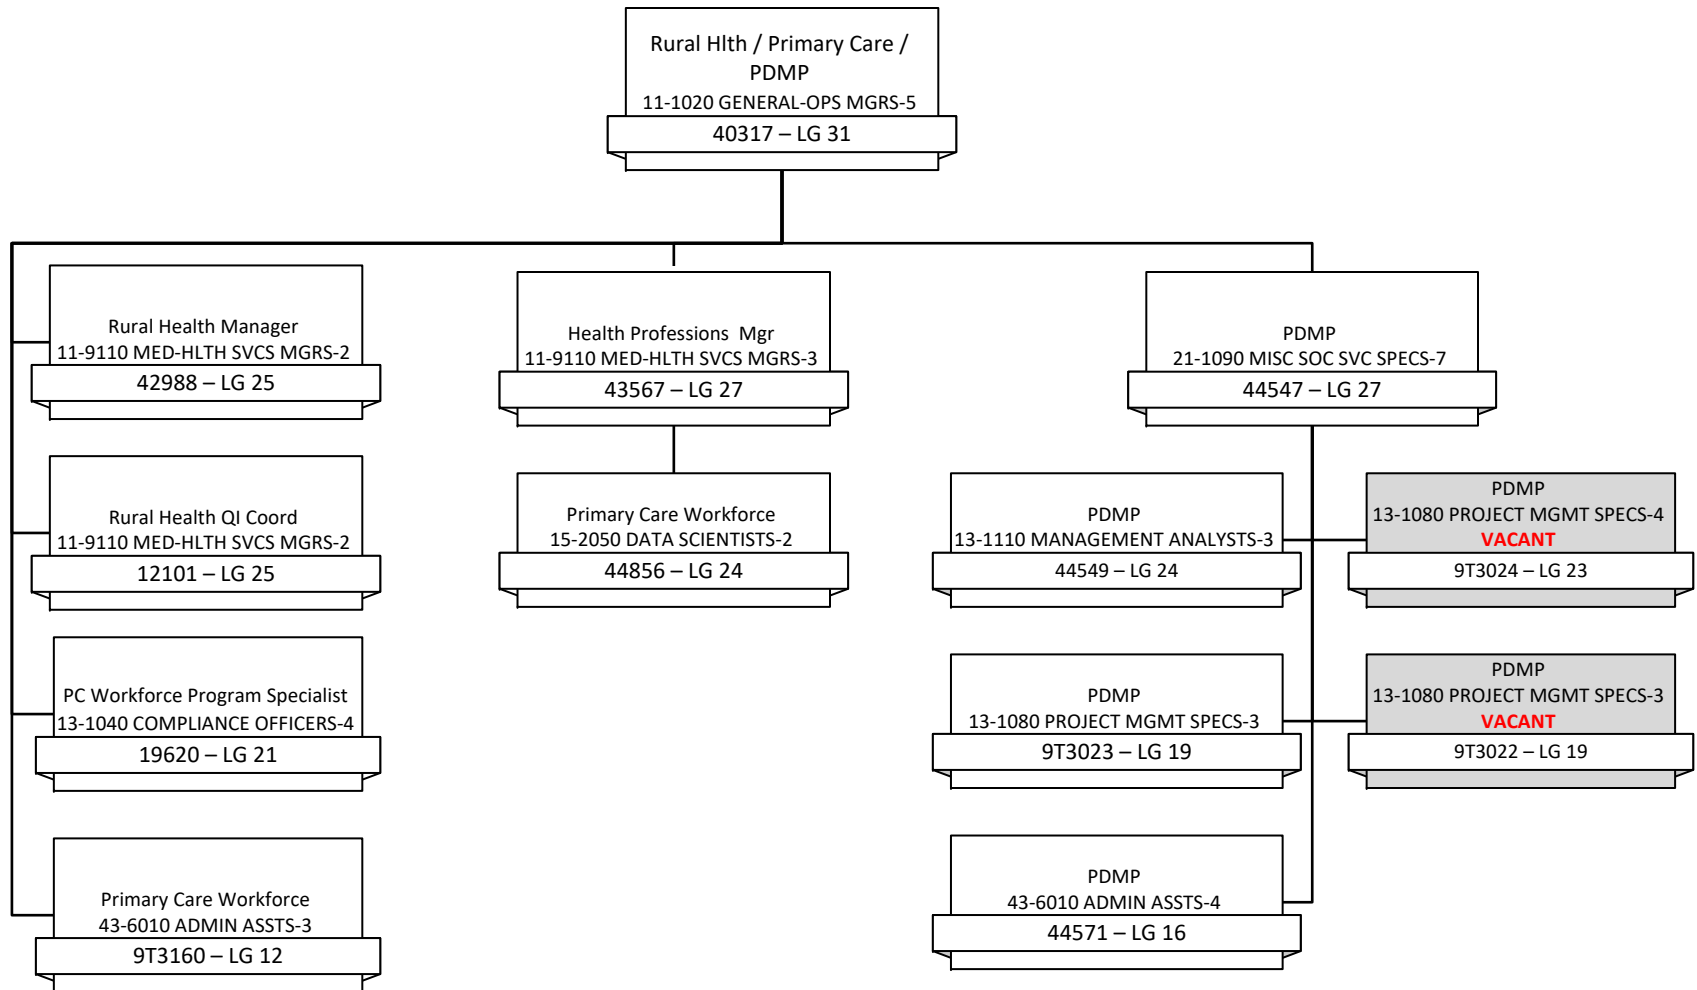 Rural Hlth / Primary Care /
PDMP
11-1020 GENERAL-OPS MGRS-5
40317 – LG 31
Rural Health Manager
11-9110 MED-HLTH SVCS MGRS-2
42988 – LG 25
Health Professions  Mgr
11-9110 MED-HLTH SVCS MGRS-3
43567 – LG 27
PDMP
21-1090 MISC SOC SVC SPECS-7
44547 – LG 27
Rural Health QI Coord
11-9110 MED-HLTH SVCS MGRS-2
12101 – LG 25
Primary Care Workforce
15-2050 DATA SCIENTISTS-2
44856 – LG 24
PDMP
13-1110 MANAGEMENT ANALYSTS-3
44549 – LG 24
PDMP
13-1080 PROJECT MGMT SPECS-4
VACANT
9T3024 – LG 23
PC Workforce Program Specialist
13-1040 COMPLIANCE OFFICERS-4
19620 – LG 21
PDMP
13-1080 PROJECT MGMT SPECS-3
9T3023 – LG 19
PDMP
13-1080 PROJECT MGMT SPECS-3
VACANT
9T3022 – LG 19
Primary Care Workforce
43-6010 ADMIN ASSTS-3
9T3160 – LG 12
PDMP
43-6010 ADMIN ASSTS-4
44571 – LG 16